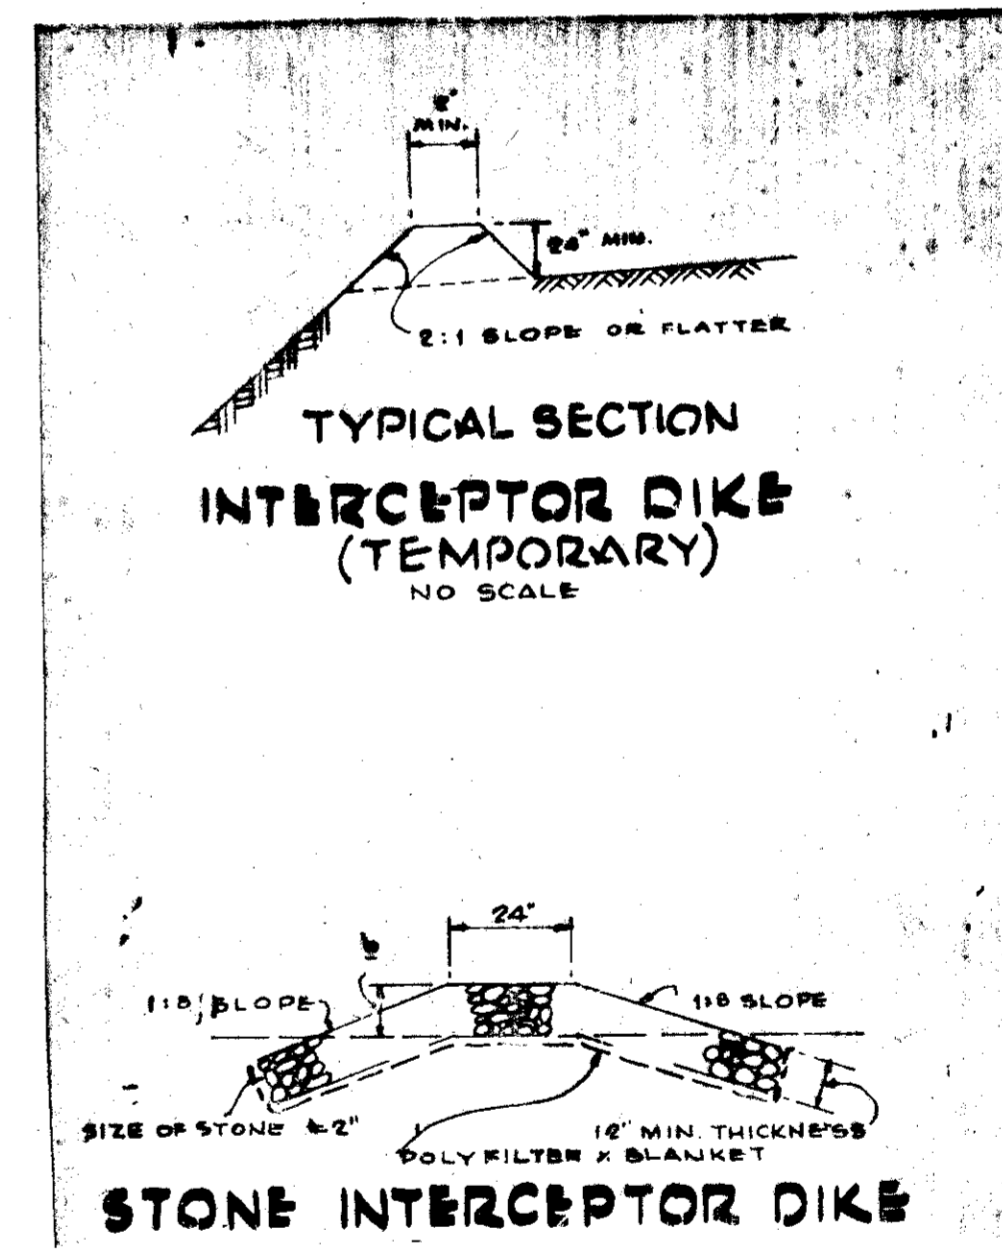 MIN.
24" MIN.
2:1 SLOPE OR FLATTER
TYPICAL SECTION
INTERCEPTOR DIKE
(TEMPORARY)
NO SCALE
24"
1:8 SLOPE
1:8 SLOPE
SIZE OF STONE 2"
12" MIN. THICKNESS
POLY FILTER X BLANKET
STONE INTERCEPTOR DIKE